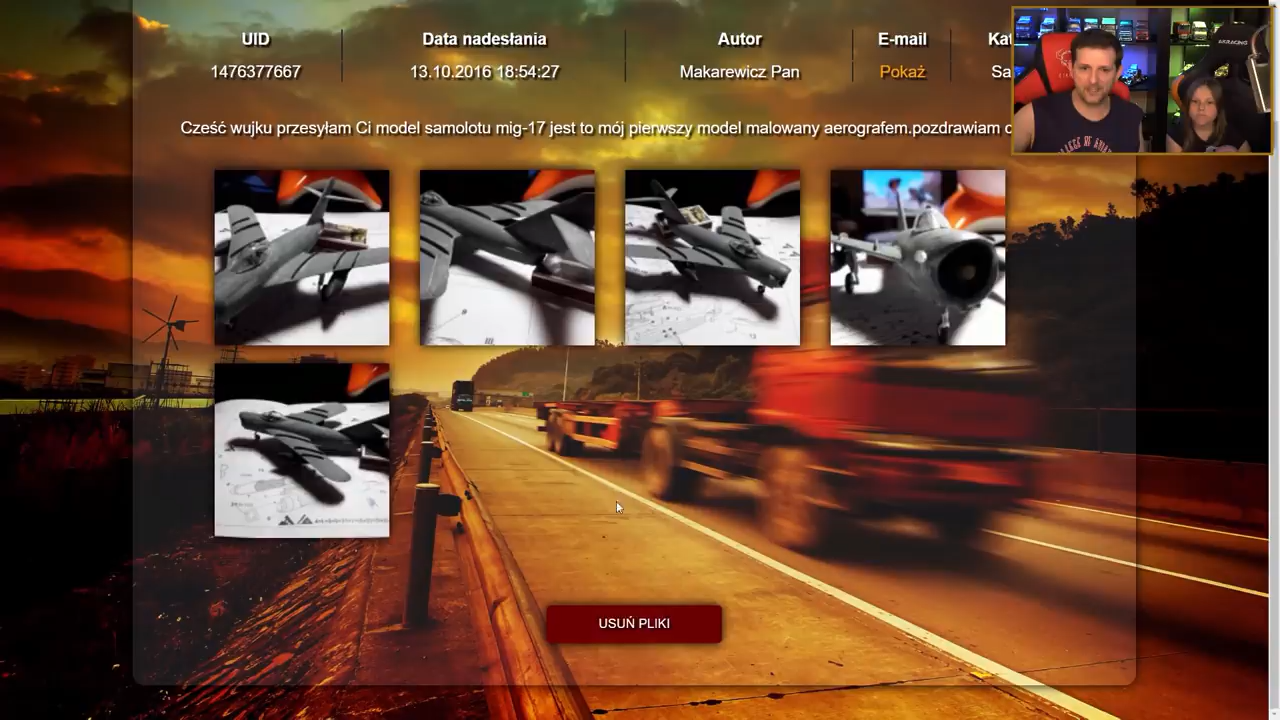 UID
Data nadesłania
Autor
E-mail
1476377667
13.10.2016 18:54:27
Makarewicz Pan
Pokaż
Cześć wujku przesyłam Ci model samolotu mig-17 jest to mój pierwszy model malowany aerografem.pozdrawiam
AKRACING
USUŃ PLIKI